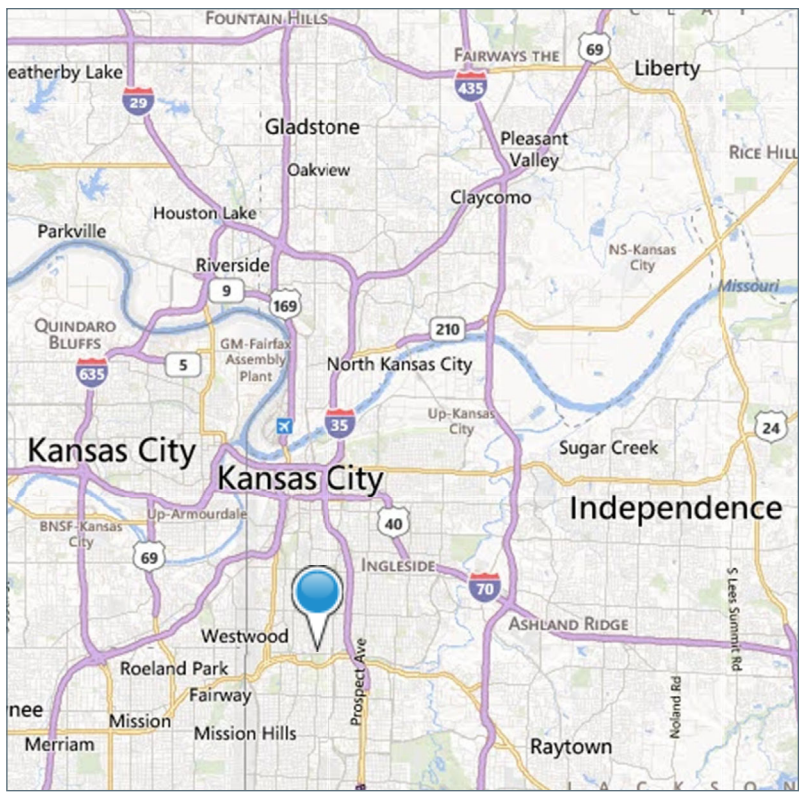 C L A Y
FOUNTAIN HILLS
69
FAIRWAYS THE
eatherby Lake
Liberty
435
29
Gladstone
Pleasant
Valley
RICE HILL
Oakview
Claycomo
Houston Lake
Parkville
NS-Kansas
City
Riverside
9
Missouri
169
QUINDARO
BLUFFS
210
GM-Fairfax
Assembly
Plant
5
North Kansas City
635
35
Up-Kansas
City
24
Kansas City
Sugar Creek
Kansas City
Independence
Up-Armourdale
BNSF-Kansas
City
40
69
INGLESIDE
70
S Lees Summit Rd
ASHLAND RIDGE
Westwood
Prospect Ave
Roeland Park
Noland Rd
Fairway
nee
Mission
Mission Hills
Merriam
Raytown
J A C K S O N